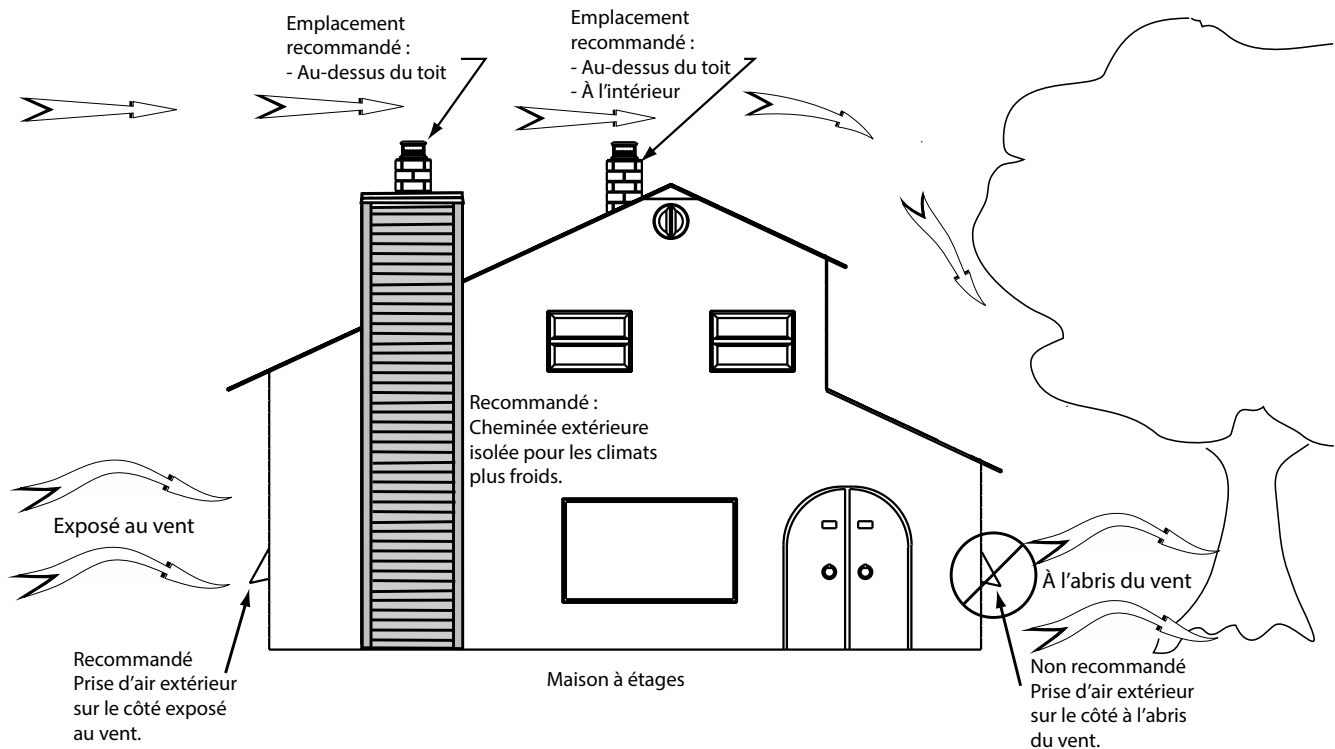 Emplacement
recommandé :
- Au-dessus du toit
Emplacement
recommandé :
- Au-dessus du toit
- À l'intérieur
Recommandé :
Cheminée extérieure
isolée pour les climats
plus froids.
Exposé au vent
À l'abris du vent
Recommandé
Prise d'air extérieur
sur le côté exposé
au vent.
Maison à étages
Non recommandé
Prise d'air extérieur
sur le côté à l'abris
du vent.